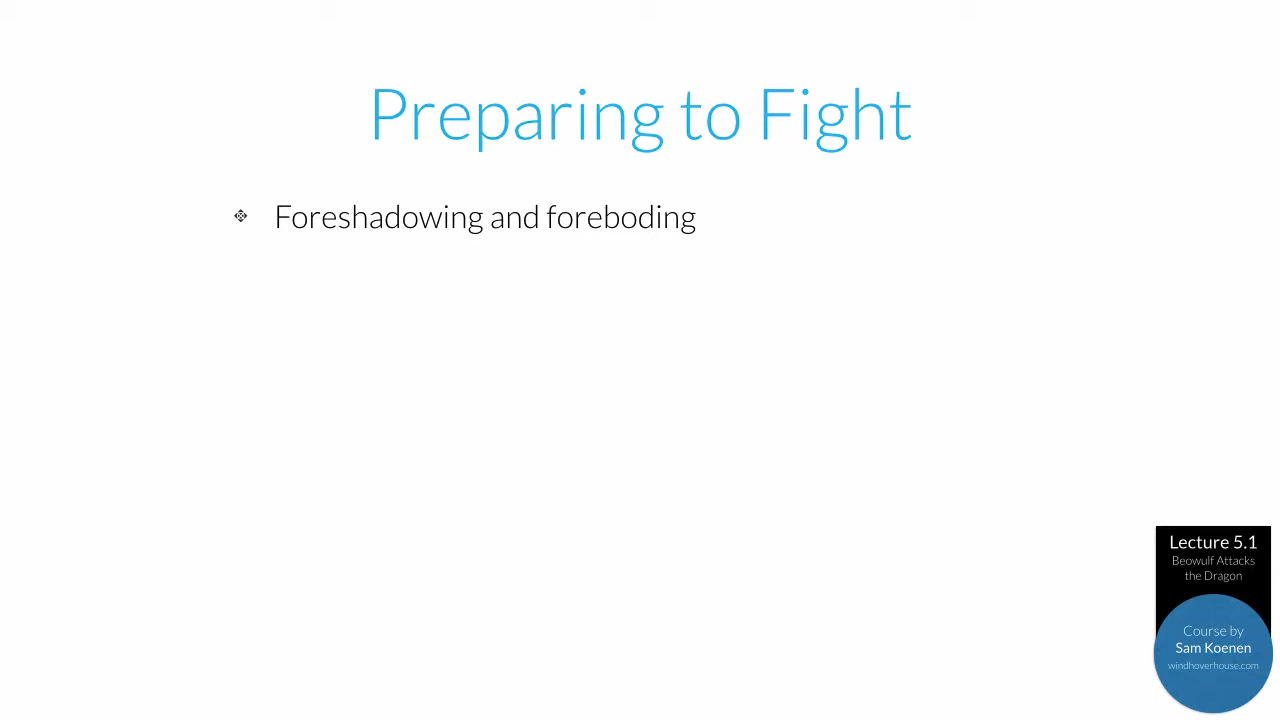 Preparing to Fight
Foreshadowing and foreboding
Lecture 5.1
Beowulf Attacks
the Dragon
Course by
Sam Koenen
windhoverhouse.com